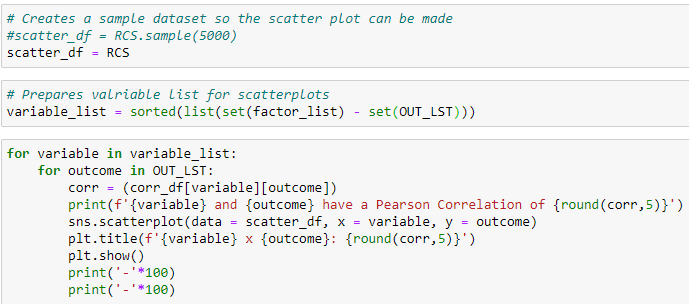 # Creates a sample dataset so the scatter plot can be made
#scatter_df = RCS.sample(5000)
scatter_df = RCS
# Prepares valriable list for scatterplots
variable_list = sorted(list(set(factor_list) - set(OUT_LST)))
for variable in variable_list:
    for outcome in OUT_LST:
        corr = (corr_df[variable][outcome])
        print(f'{variable} and {outcome} have a Pearson Correlation of {round(corr,5)}')
        sns.scatterplot(data = scatter_df, x = variable, y = outcome)
        plt.title(f'{variable} x {outcome}: {round(corr,5)}')
        plt.show()
        print('-'*100)
        print('-'*100)